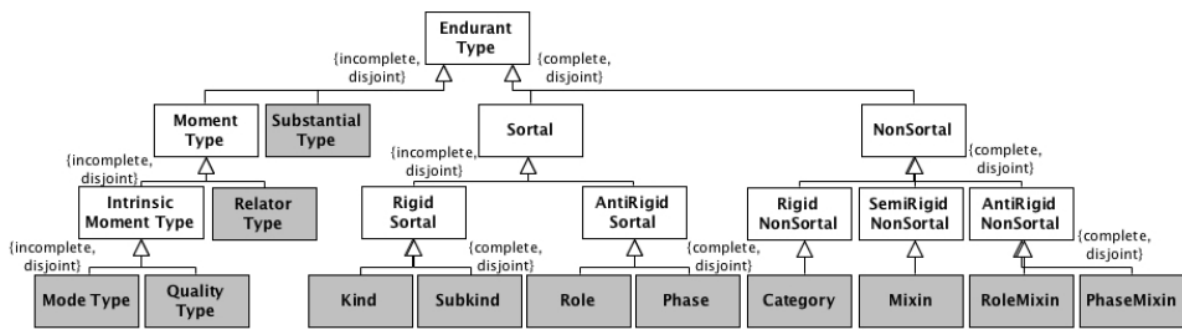 Endurant
Type
{incomplete,
disjoint}
{complete,
disjoint}
Moment
Type
Substantial
Type
Sortal
NonSortal
{incomplete,
disjoint}
{incomplete,
disjoint}
{complete,
disjoint}
Intrinsic
Moment Type
Relator
Type
Rigid
Sortal
AntiRigid
Sortal
Rigid
NonSortal
SemiRigid
NonSortal
AntiRigid
NonSortal
{incomplete,
disjoint}
{complete,
disjoint}
{complete,
disjoint}
{complete,
disjoint}
Mode Type
Quality
Type
Kind
Subkind
Role
Phase
Category
Mixin
RoleMixin
PhaseMixin